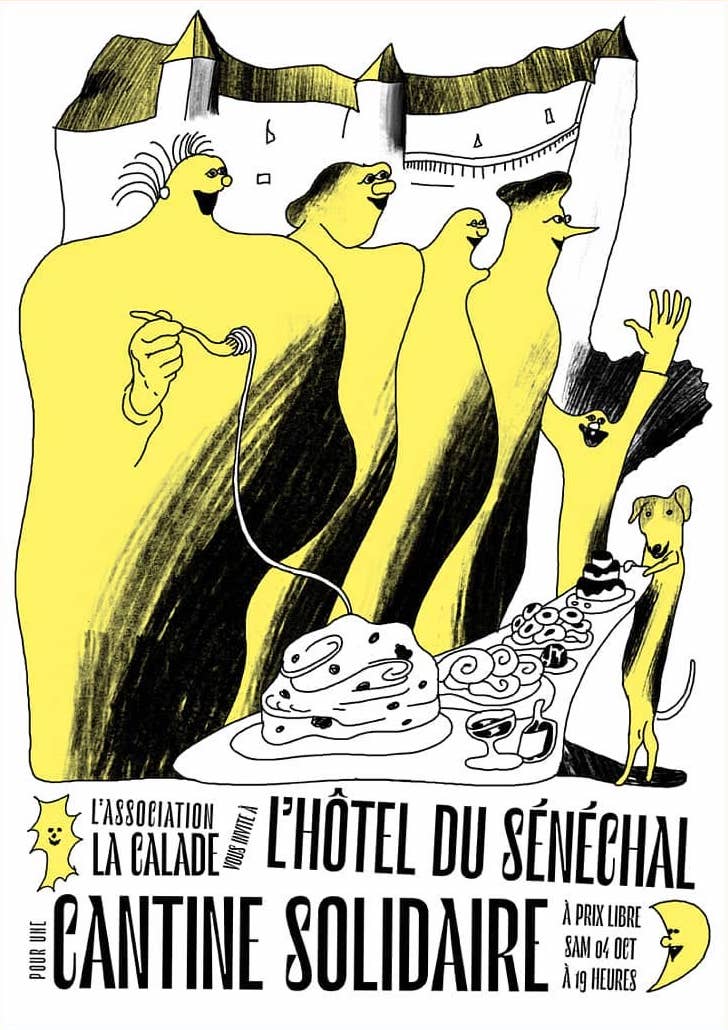 L'ASSOCIATION
LA CALADE
VOUS INVITE À
L'HÔTEL DU SÉNÉCHAL
POUR UNE
CANTINE SOLIDAIRE
À PRIX LIBRE
SAM 04 OCT
À 19 HEURES